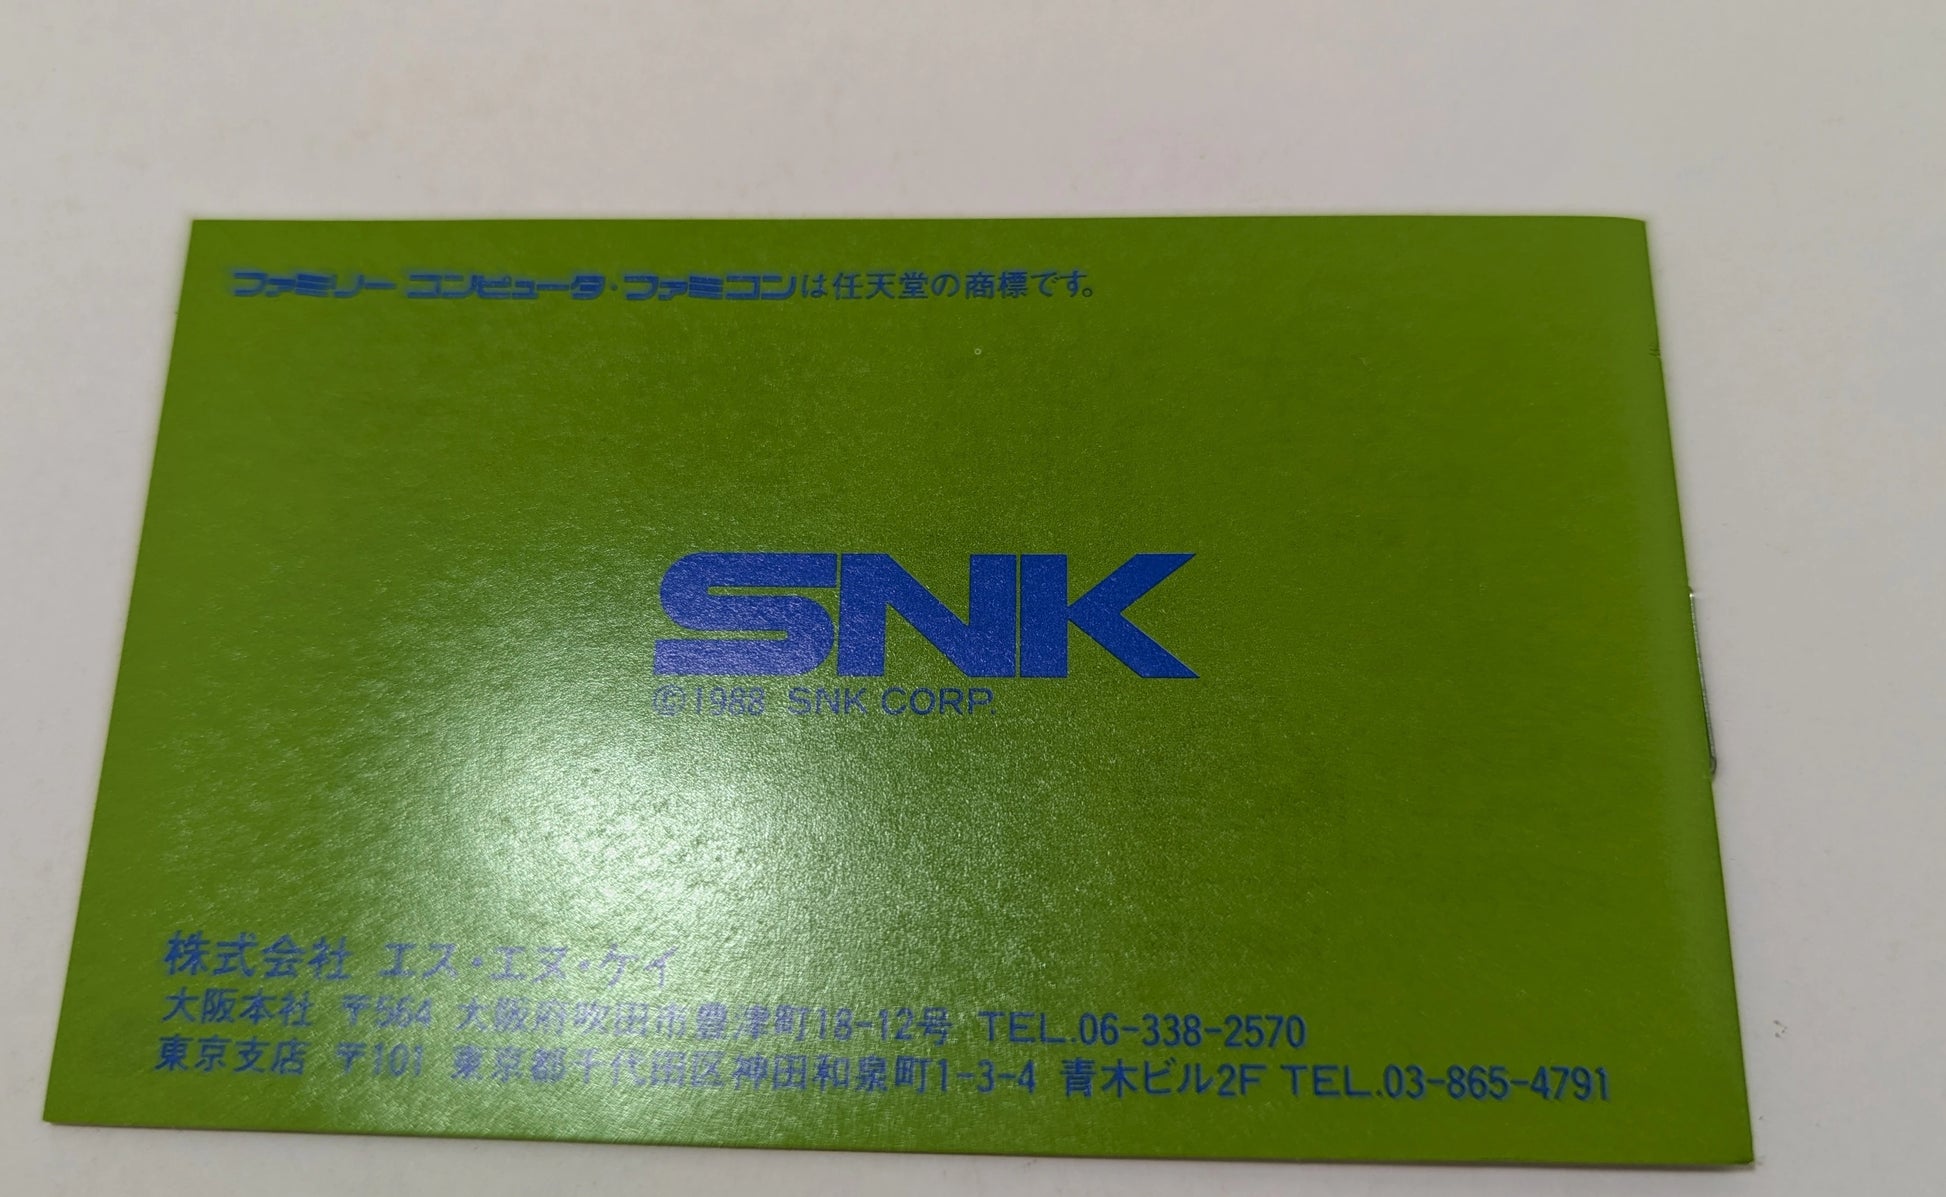 ファミリー コンピュータ・ファミコンは任天堂の商標です。
SNK
©1988 SNK CORP.
株式会社 エス・エヌ・ケイ
大阪本社 〒564 大阪府吹田市豊津町18-12号 TEL.06-338-2570
東京支店 〒101 東京都千代田区神田和泉町1-3-4 青木ビル2F TEL.03-865-4791